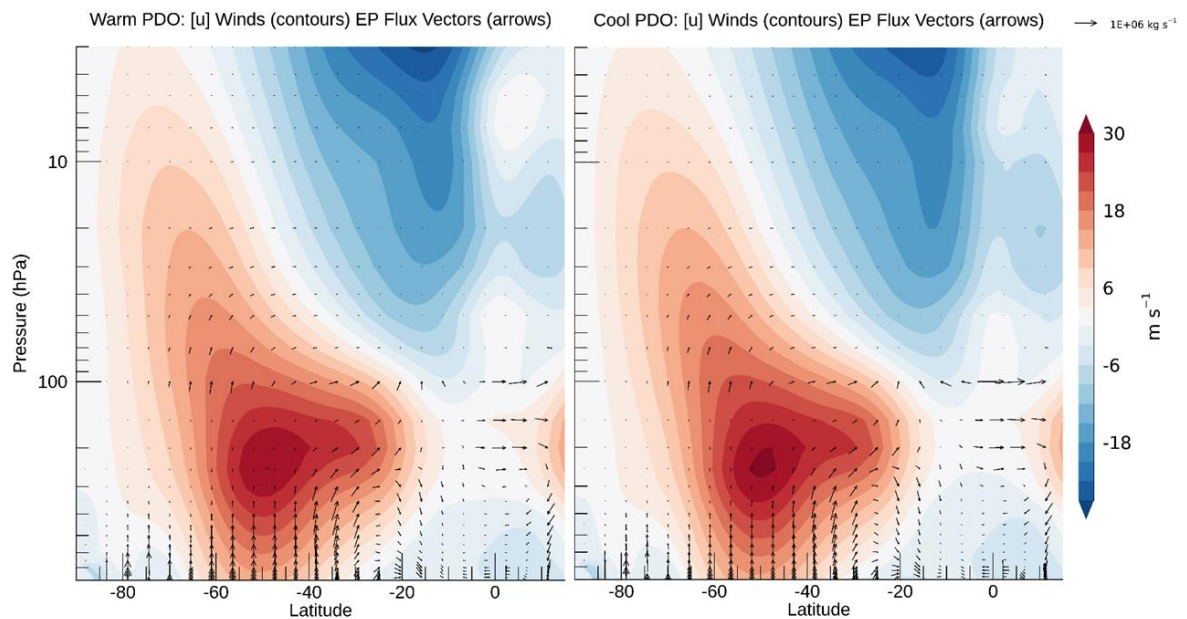 Warm PDO: [u] Winds (contours) EP Flux Vectors (arrows)
Cool PDO: [u] Winds (contours) EP Flux Vectors (arrows)
1E+06 kg s⁻¹
Pressure (hPa)
10
100
-80 -60 -40 -20 0
Latitude
-80 -60 -40 -20 0
Latitude
30
18
6
-6
-18
m s⁻¹